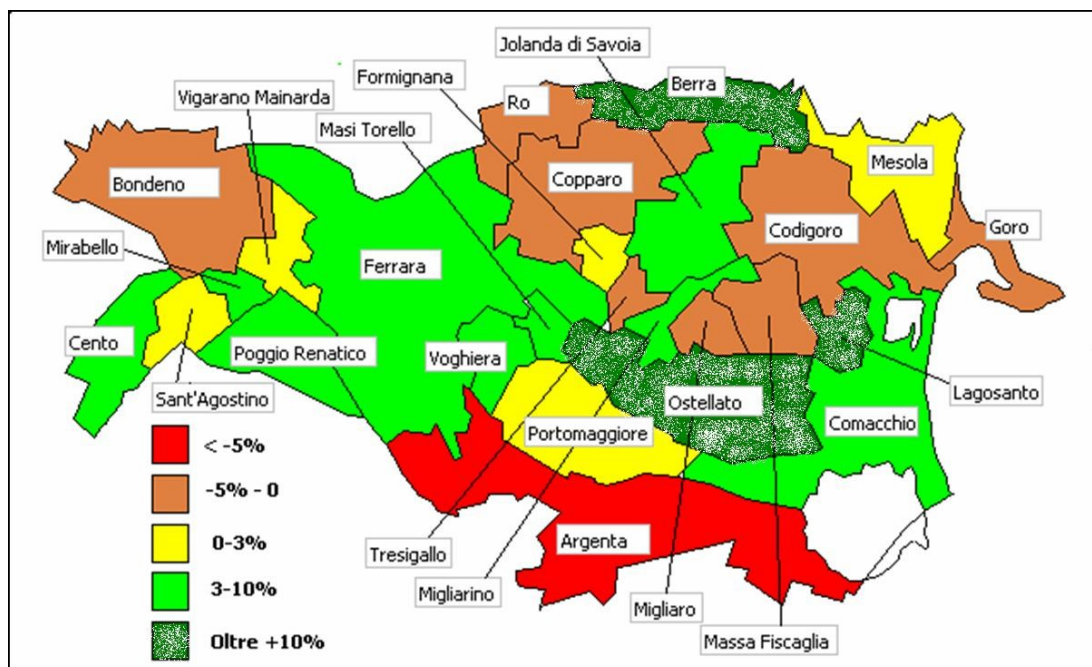 Jolanda di Savoia
Formignana
Berra
Vigarano Mainarda
Ro
Masi Torello
Mesola
Bondeno
Copparo
Goro
Codigoro
Mirabello
Ferrara
Cento
Poggio Renatico
Voghiera
Lagosanto
Sant'Agostino
Ostellato
Comacchio
Portomaggiore
< -5%
-5% - 0
0-3%
3-10%
Oltre +10%
Argenta
Tresigallo
Migliarino
Migliaro
Massa Fiscaglia